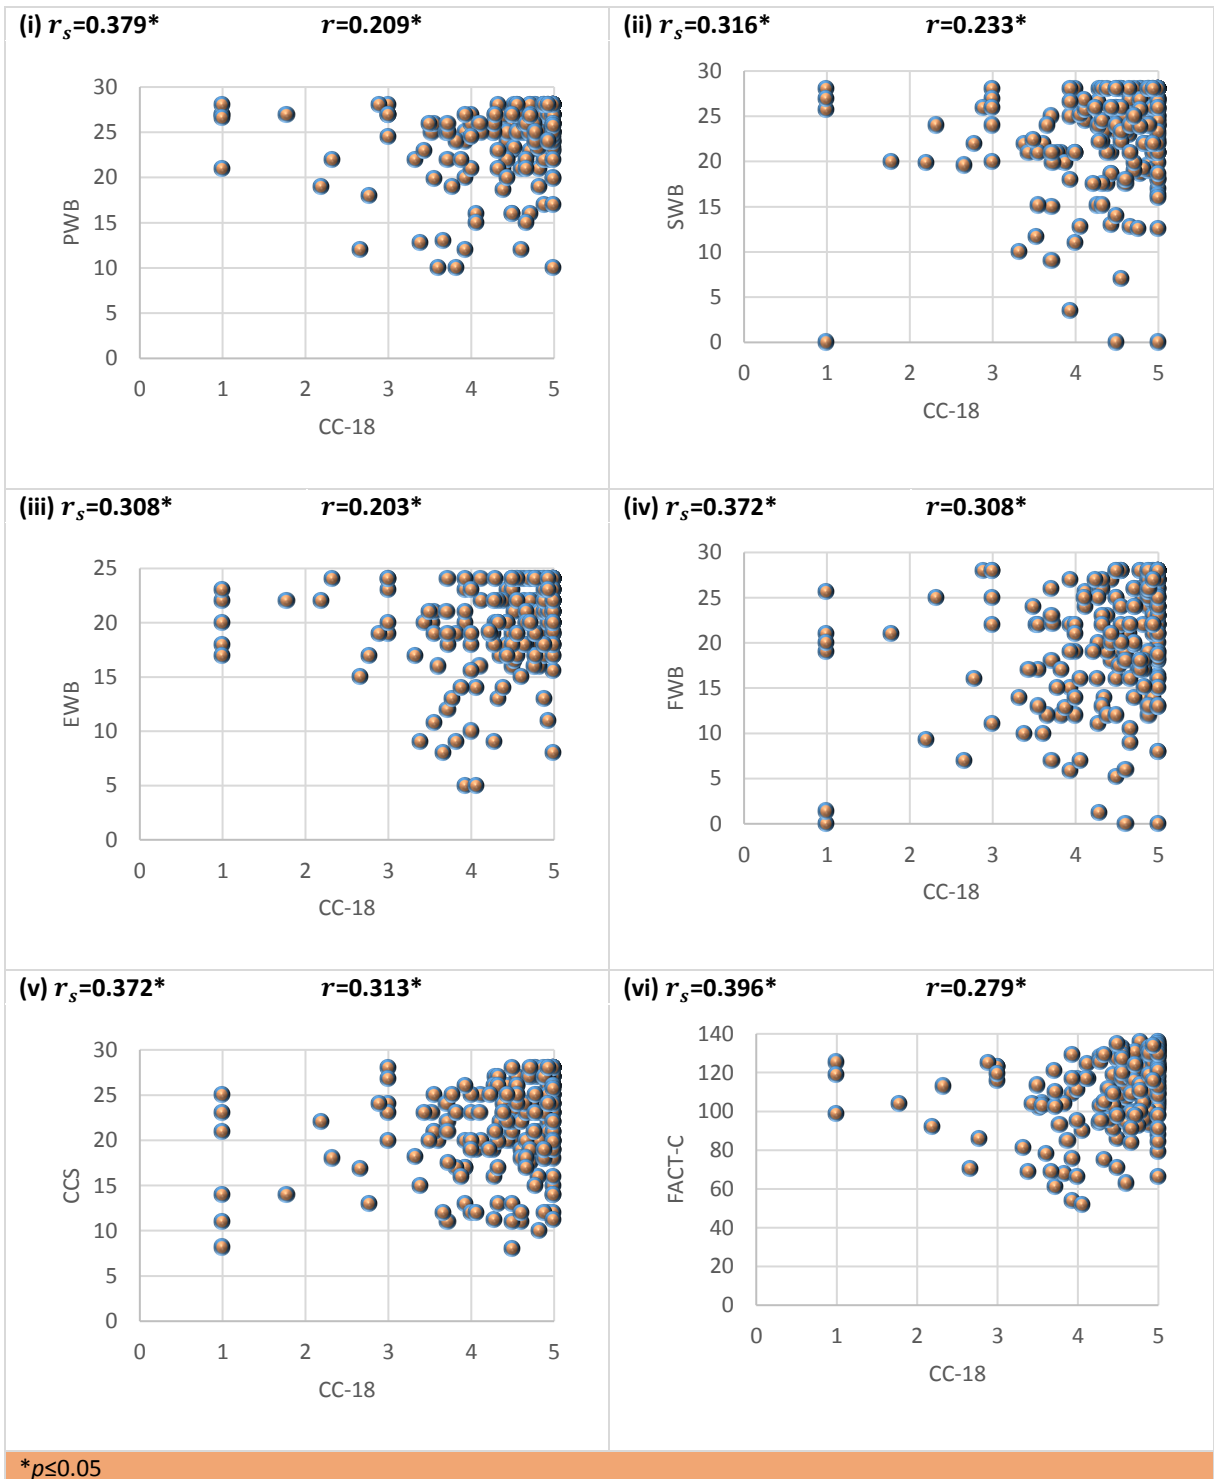 (i) rₛ=0.379* r=0.209*
30
25
20
15
10
5
0
PWB
0 1 2 3 4 5
CC-18
(ii) rₛ=0.316* r=0.233*
30
25
20
15
10
5
0
SWB
0 1 2 3 4 5
CC-18
(iii) rₛ=0.308* r=0.203*
25
20
15
10
5
0
EWB
0 1 2 3 4 5
CC-18
(iv) rₛ=0.372* r=0.308*
30
25
20
15
10
5
0
FWB
0 1 2 3 4 5
CC-18
(v) rₛ=0.372* r=0.313*
30
25
20
15
10
5
0
CCS
0 1 2 3 4 5
CC-18
(vi) rₛ=0.396* r=0.279*
140
120
100
80
60
40
20
0
FACT-C
0 1 2 3 4 5
CC-18
*p≤0.05